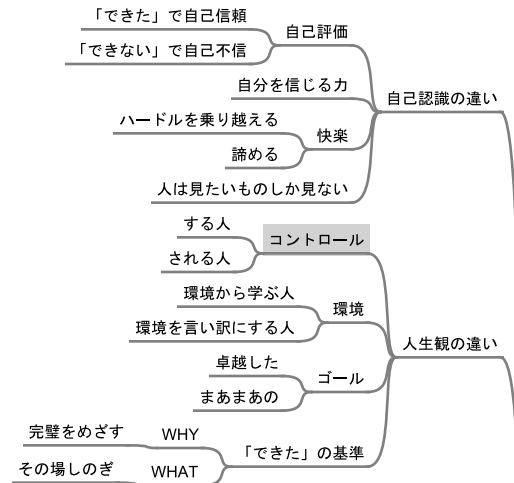 「できた」で自己信頼
自己評価
「できない」で自己不信
自分を信じる力
自己認識の違い
ハードルを乗り越える
快楽
諦める
人は見たいものしか見ない
する人
コントロール
される人
環境から学ぶ人
環境
環境を言い訳にする人
人生観の違い
卓越した
ゴール
まあまあの
完璧をめざす
WHY
「できた」の基準
その場しのぎ
WHAT